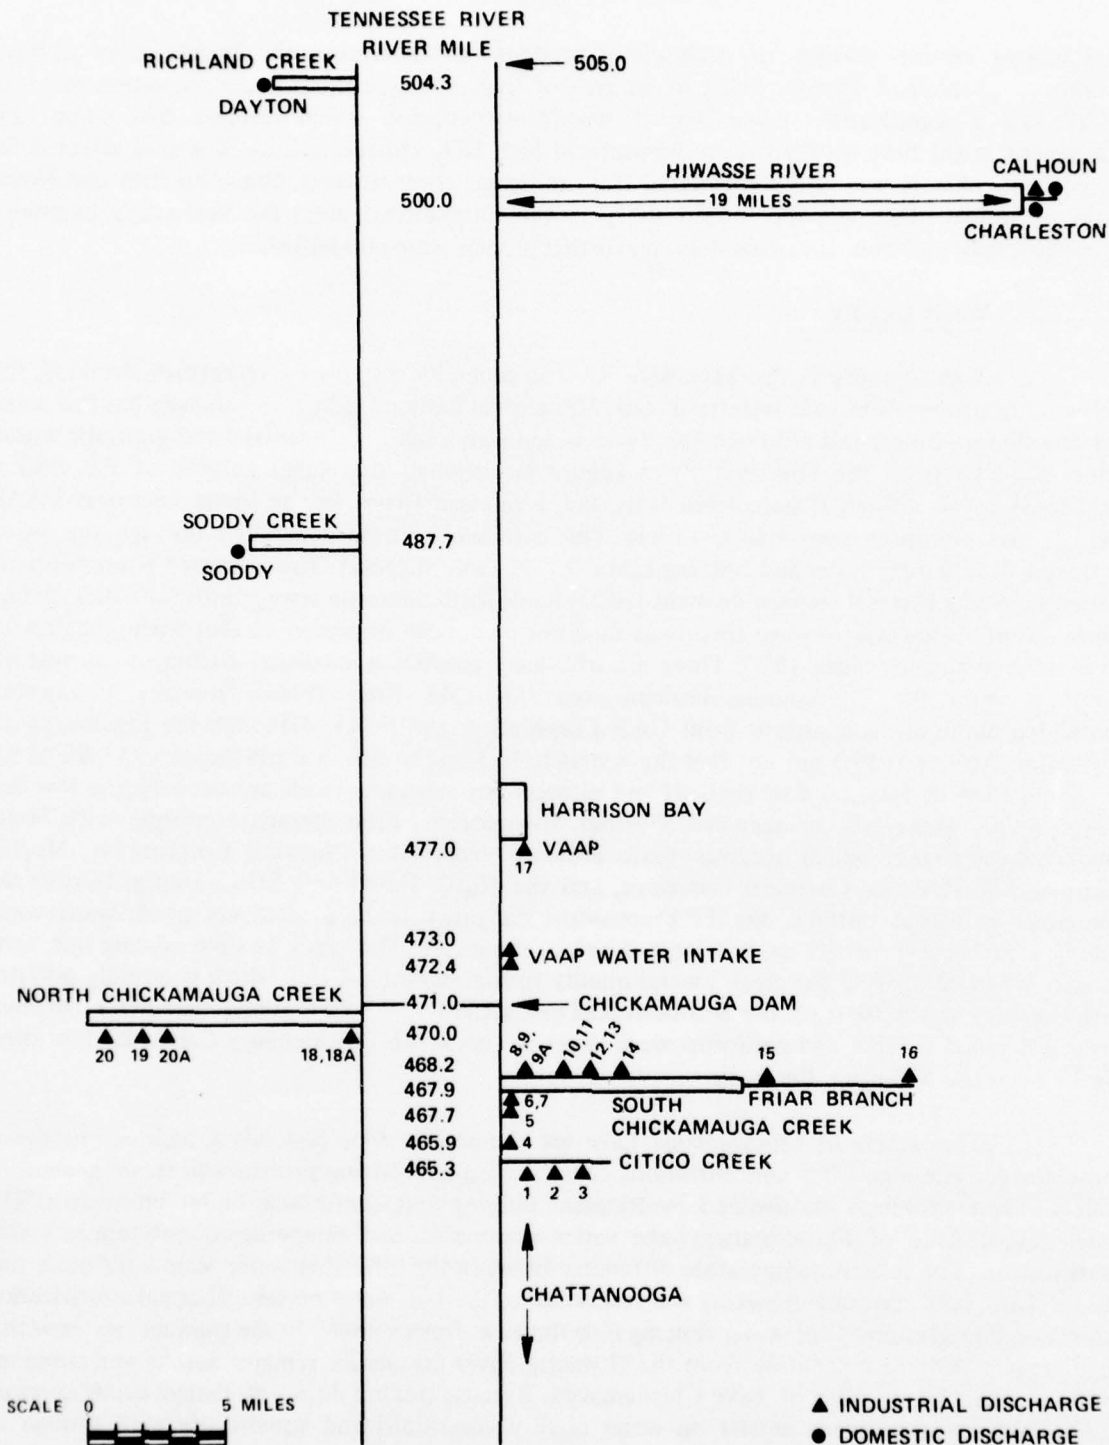 TENNESSEE RIVER
RIVER MILE
505.0
RICHLAND CREEK
504.3
DAYTON
HIWASSE RIVER
CALHOUN
500.0
19 MILES
CHARLESTON
SODDY CREEK
487.7
SODDY
HARRISON BAY
477.0
VAAP
17
473.0
VAAP WATER INTAKE
472.4
NORTH CHICKAMAUGA CREEK
471.0
CHICKAMAUGA DAM
470.0
20
19
20A
18,18A
8,9,
9A
10,11
12,13
14
15
16
468.2
467.9
6,7
SOUTH
CHICKAMAUGA CREEK
FRIAR BRANCH
467.7
5
465.9
4
465.3
CITICO CREEK
1
2
3
CHATTANOOGA
SCALE 0 5 MILES
▲ INDUSTRIAL DISCHARGE
● DOMESTIC DISCHARGE